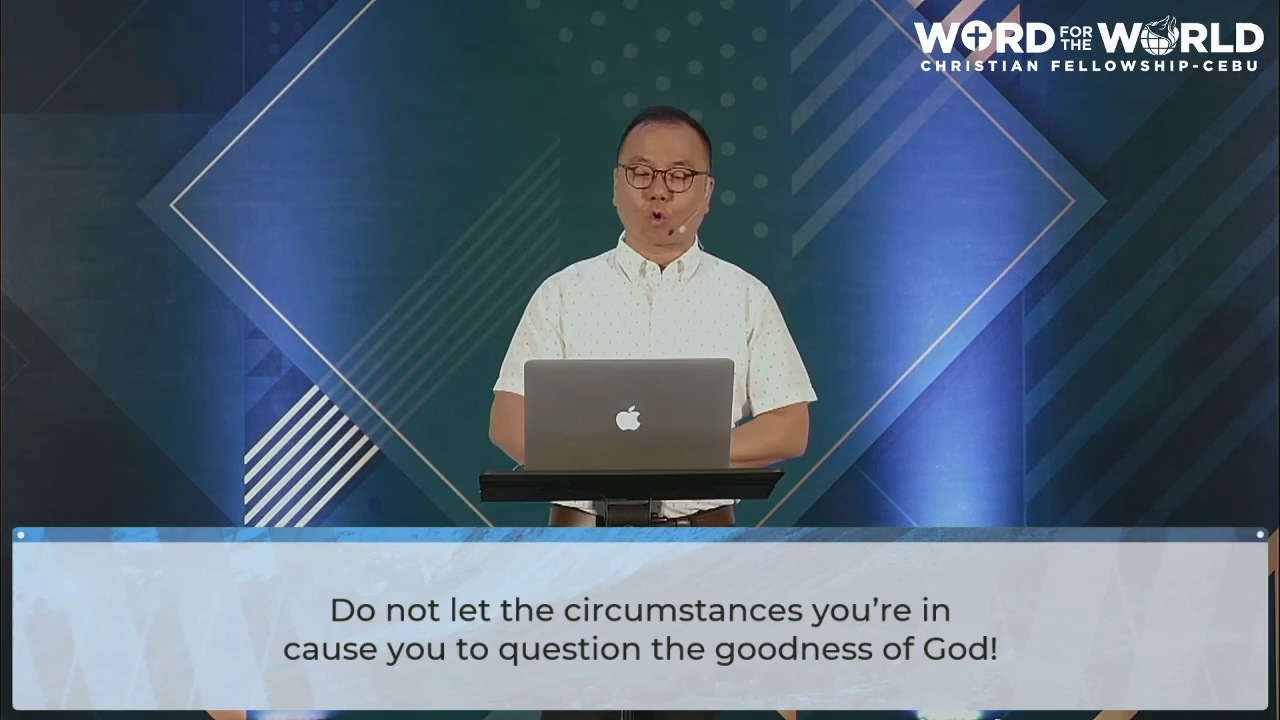 WORD FOR THE WORLD
CHRISTIAN FELLOWSHIP-CEBU
Do not let the circumstances you’re in
cause you to question the goodness of God!